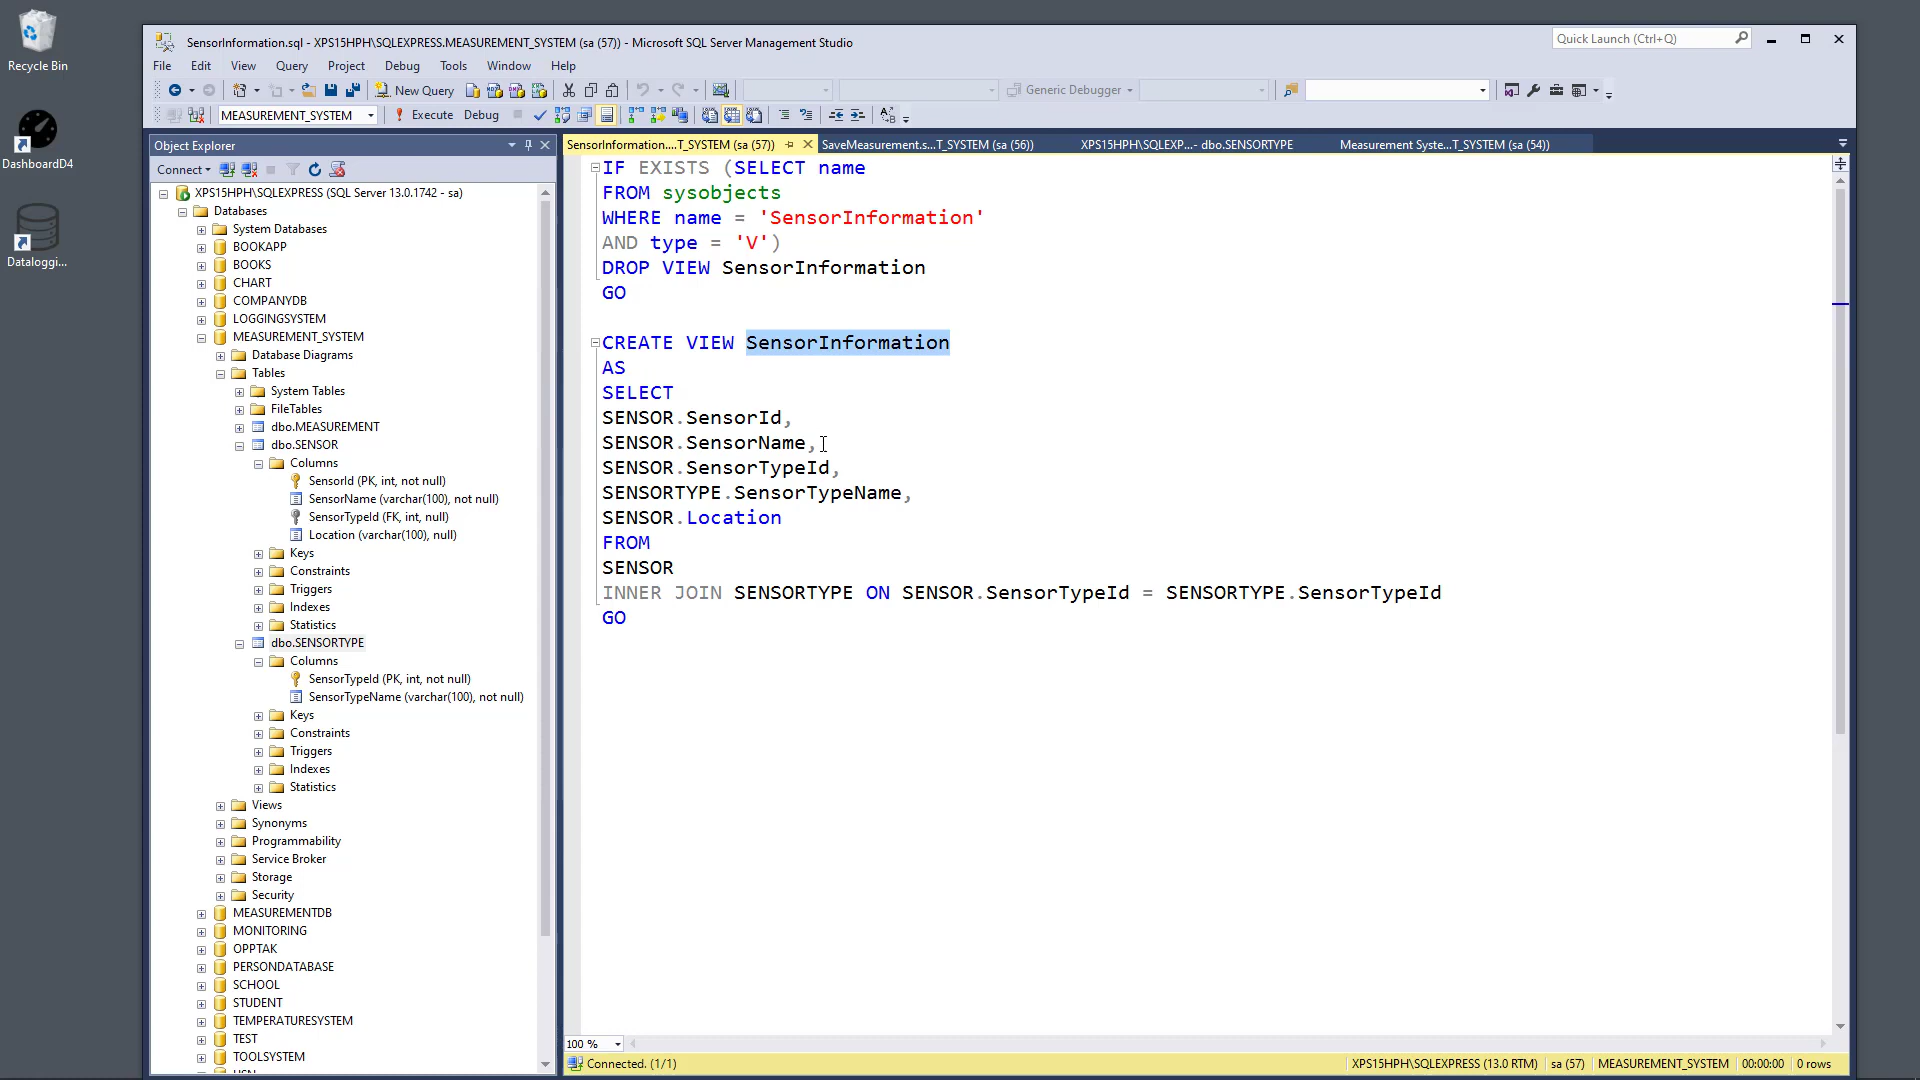 Recycle Bin
DashboardD4
Dataloggi...
SensorInformation.sql - XPS15HPH\SQLEXPRESS.MEASUREMENT_SYSTEM (sa (57)) - Microsoft SQL Server Management Studio
Quick Launch (Ctrl+Q)
File Edit View Query Project Debug Tools Window Help
New Query
Generic Debugger
MEASUREMENT_SYSTEM
Execute Debug
Object Explorer
Connect
XPS15HPH\SQLEXPRESS (SQL Server 13.0.1742 - sa)
Databases
System Databases
BOOKAPP
BOOKS
CHART
COMPANYDB
LOGGINGSYSTEM
MEASUREMENT_SYSTEM
Database Diagrams
Tables
System Tables
FileTables
dbo.MEASUREMENT
dbo.SENSOR
Columns
SensorId (PK, int, not null)
SensorName (varchar(100), not null)
SensorTypeId (FK, int, null)
Location (varchar(100), null)
Keys
Constraints
Triggers
Indexes
Statistics
dbo.SENSORTYPE
Columns
SensorTypeId (PK, int, not null)
SensorTypeName (varchar(100), not null)
Keys
Constraints
Triggers
Indexes
Statistics
Views
Synonyms
Programmability
Service Broker
Storage
Security
MEASUREMENTDB
MONITORING
OPPTAK
PERSONDATABASE
SCHOOL
STUDENT
TEMPERATURESYSTEM
TEST
TOOLSYSTEM
SensorInformation....T_SYSTEM (sa (57)) SaveMeasurement.s...T_SYSTEM (sa (56)) XPS15HPH\SQLEXP...- dbo.SENSORTYPE Measurement Syste...T_SYSTEM (sa (54))
IF EXISTS (SELECT name
FROM sysobjects
WHERE name = 'SensorInformation'
AND type = 'V')
DROP VIEW SensorInformation
GO
CREATE VIEW SensorInformation
AS
SELECT
SENSOR.SensorId,
SENSOR.SensorName,
SENSOR.SensorTypeId,
SENSORTYPE.SensorTypeName,
SENSOR.Location
FROM
SENSOR
INNER JOIN SENSORTYPE ON SENSOR.SensorTypeId = SENSORTYPE.SensorTypeId
GO
100 %
Connected. (1/1)
XPS15HPH\SQLEXPRESS (13.0 RTM) sa (57) MEASUREMENT_SYSTEM 00:00:00 0 rows